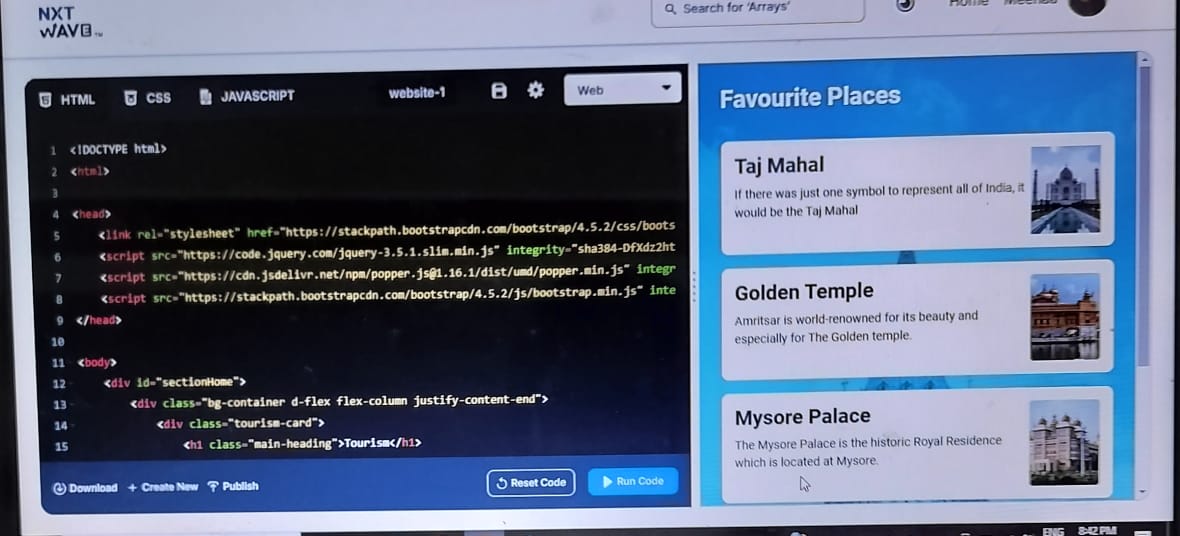 NXT
WAVE TM
Search for 'Arrays'
Home
HTML CSS JAVASCRIPT website-1 Web
1 <!DOCTYPE html>
2 <html>
3
4 <head>
5 <link rel="stylesheet" href="https://stackpath.bootstrapcdn.com/bootstrap/4.5.2/css/boots
6 <script src="https://code.jquery.com/jquery-3.5.1.slim.min.js" integrity="sha384-DfXdz2ht
7 <script src="https://cdn.jsdelivr.net/npm/popper.js@1.16.1/dist/umd/popper.min.js" integr
8 <script src="https://stackpath.bootstrapcdn.com/bootstrap/4.5.2/js/bootstrap.min.js" inte
9 </head>
10
11 <body>
12 <div id="sectionHome">
13 <div class="bg-container d-flex flex-column justify-content-end">
14 <div class="tourism-card">
15 <h1 class="main-heading">Tourism</h1>
Download + Create New Publish Reset Code Run Code
Favourite Places
Taj Mahal
If there was just one symbol to represent all of India, it
would be the Taj Mahal
Golden Temple
Amritsar is world-renowned for its beauty and
especially for The Golden temple.
Mysore Palace
The Mysore Palace is the historic Royal Residence
which is located at Mysore.
ENG 8:42 PM